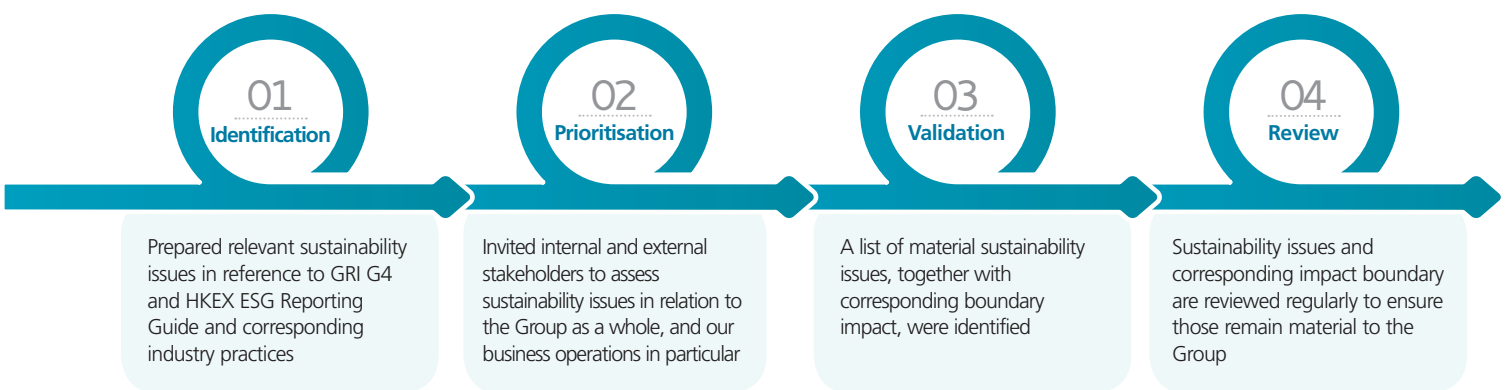 01
Identification
Prepared relevant sustainability
issues in reference to GRI G4
and HKEX ESG Reporting
Guide and corresponding
industry practices
02
Prioritisation
Invited internal and external
stakeholders to assess
sustainability issues in relation to
the Group as a whole, and our
business operations in particular
03
Validation
A list of material sustainability
issues, together with
corresponding boundary
impact, were identified
04
Review
Sustainability issues and
corresponding impact boundary
are reviewed regularly to ensure
those remain material to the
Group